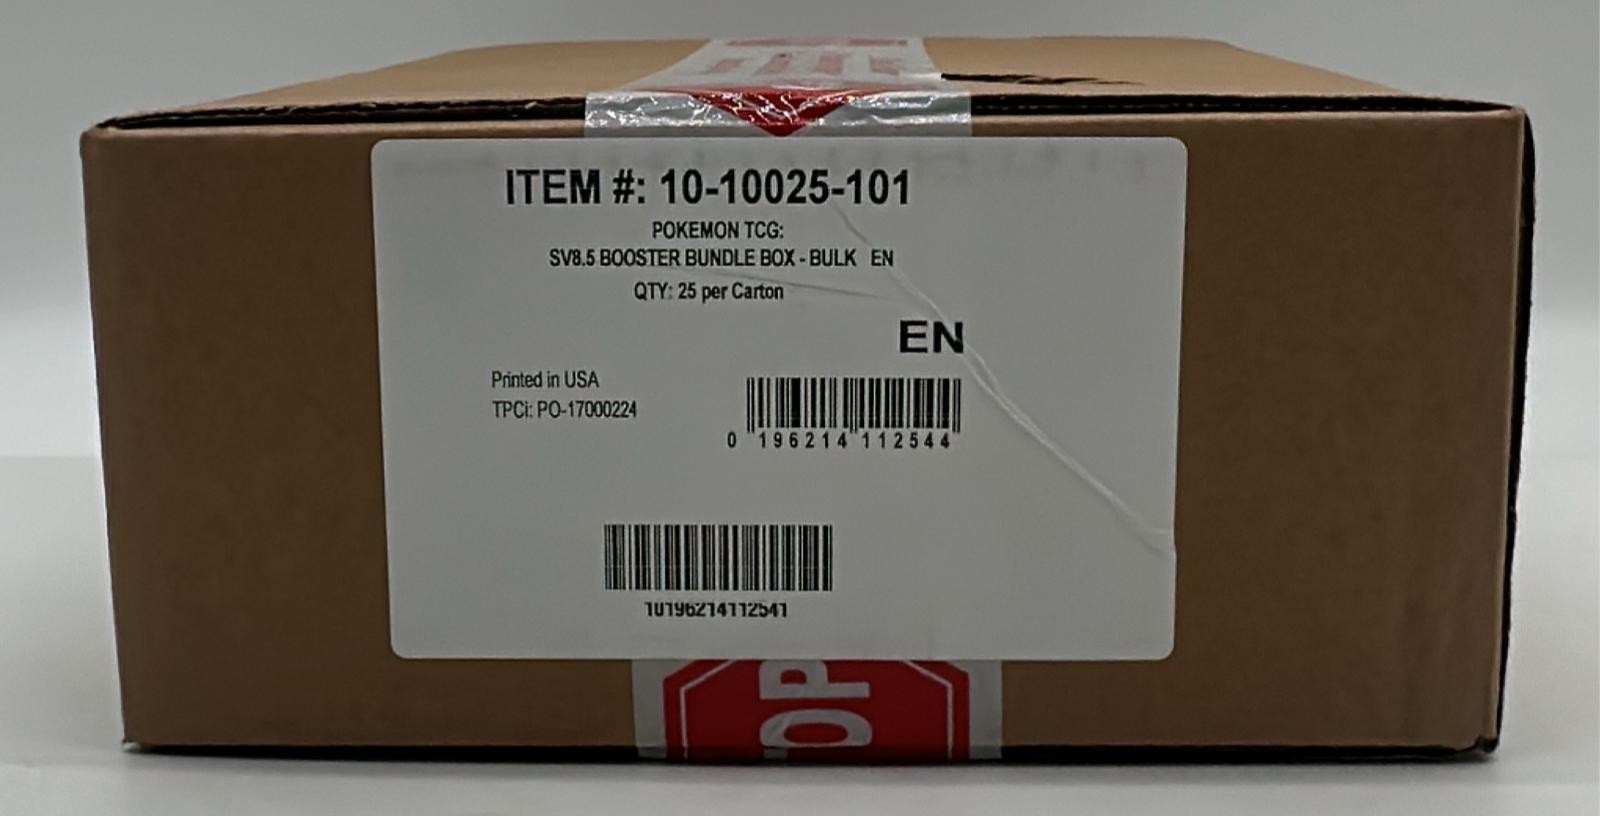 ITEM #: 10-10025-101
POKEMON TCG:
SV8.5 BOOSTER BUNDLE BOX - BULK EN
QTY: 25 per Carton
EN
Printed in USA
TPCi: PO-17000224
0 196214 112544
10196214112541
OP